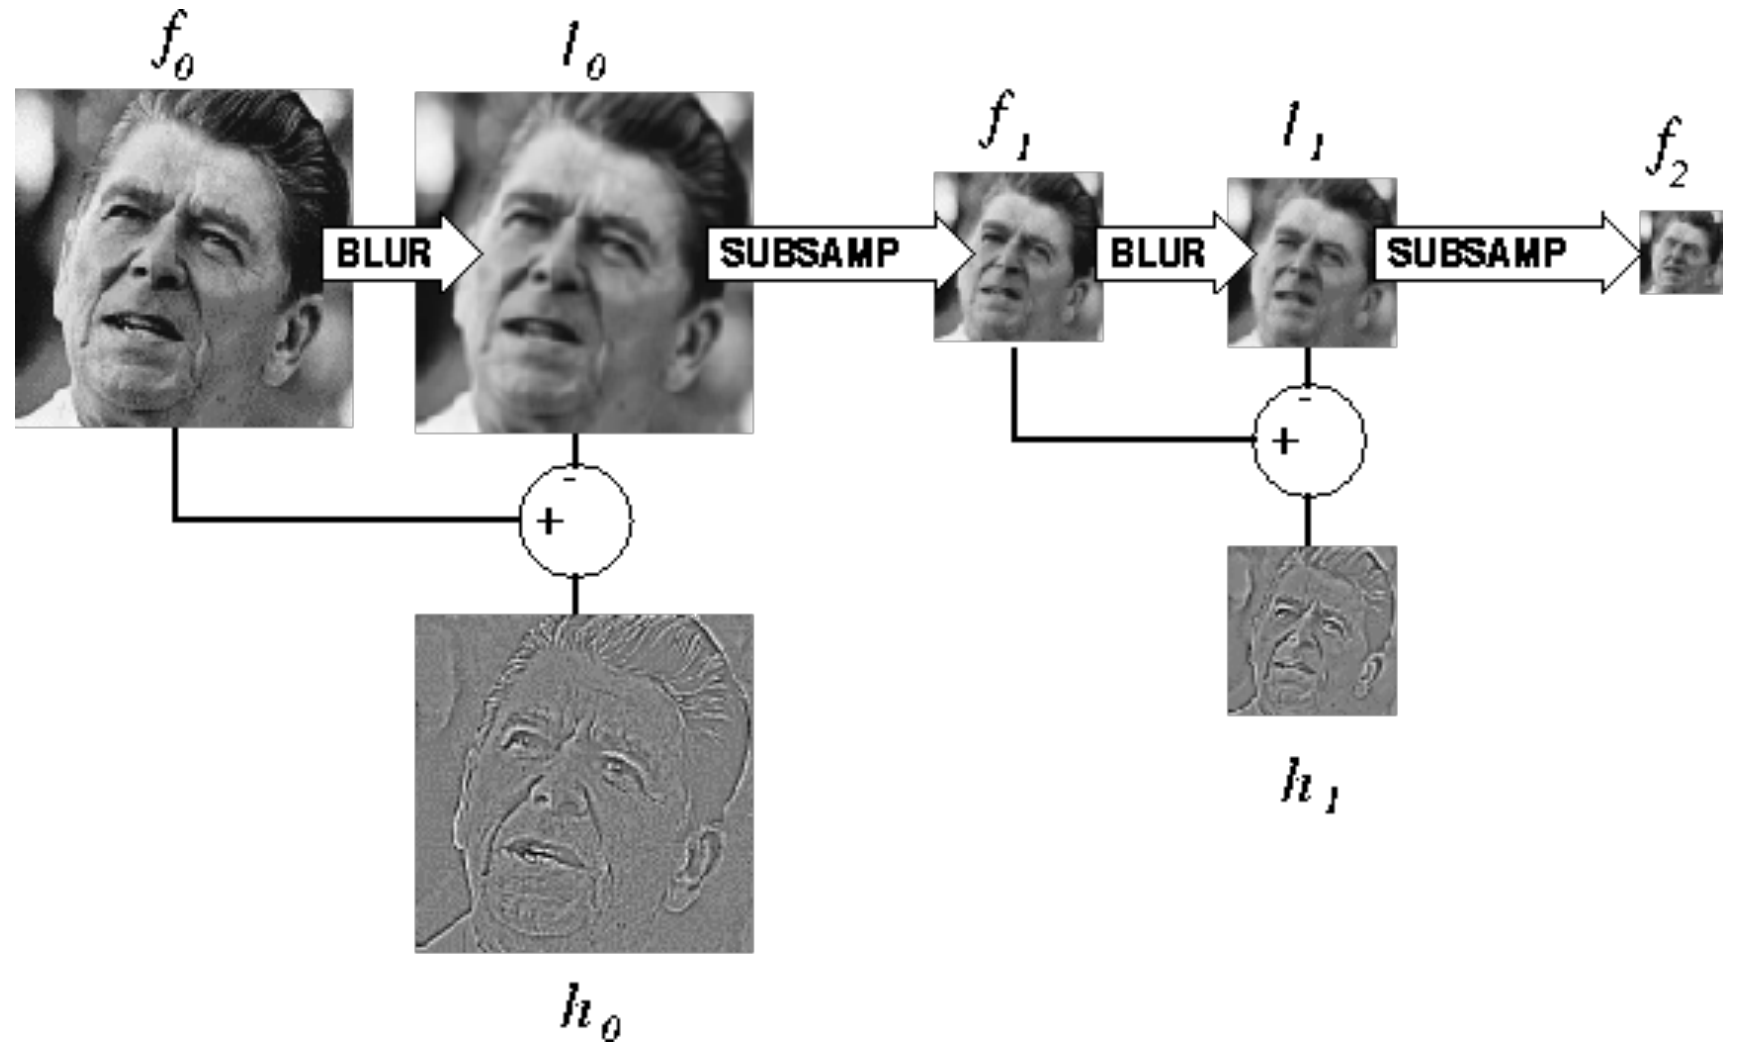 f₀
l₀
f₁
l₁
f₂
BLUR
SUBSAMP
BLUR
SUBSAMP
-
+
-
+
h₁
h₀